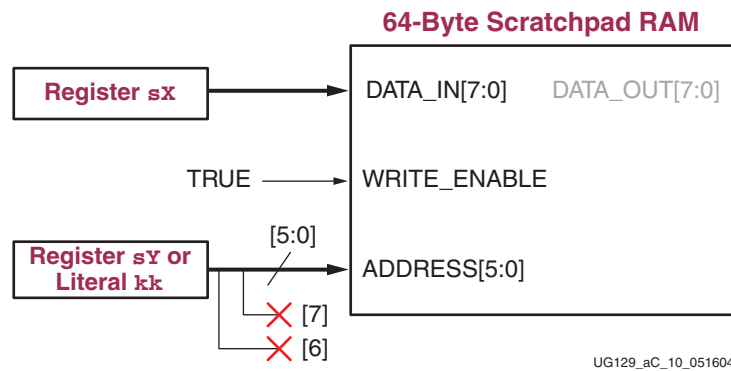 64-Byte Scratchpad RAM
Register sX
DATA_IN[7:0]
DATA_OUT[7:0]
TRUE
WRITE_ENABLE
[5:0]
Register sY or
Literal kk
ADDRESS[5:0]
[7]
[6]
UG129_aC_10_051604